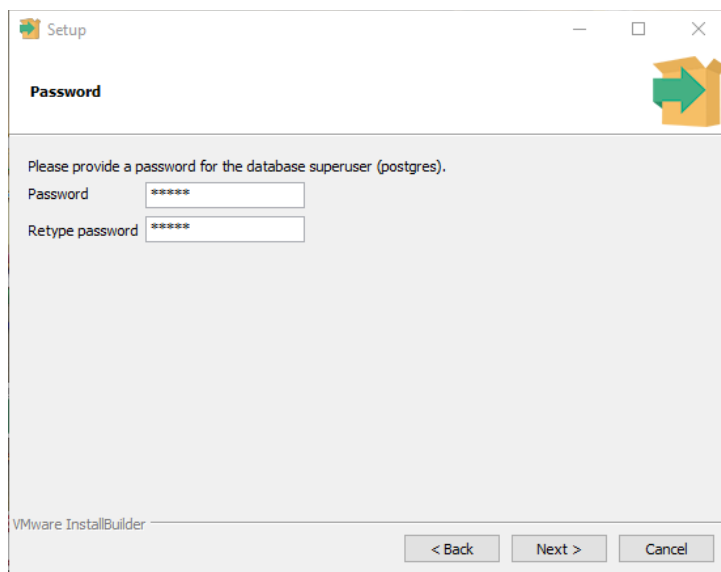 Setup
Password
Please provide a password for the database superuser (postgres).
Password *****
Retype password *****
VMware InstallBuilder
< Back Next > Cancel